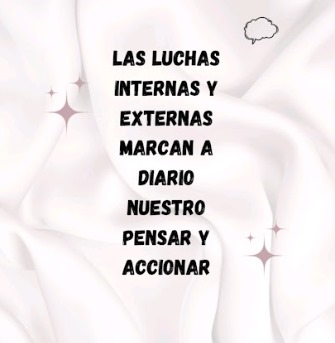 LAS LUCHAS
INTERNAS Y
EXTERNAS
MARCAN A
DIARIO
NUESTRO
PENSAR Y
ACCIONAR